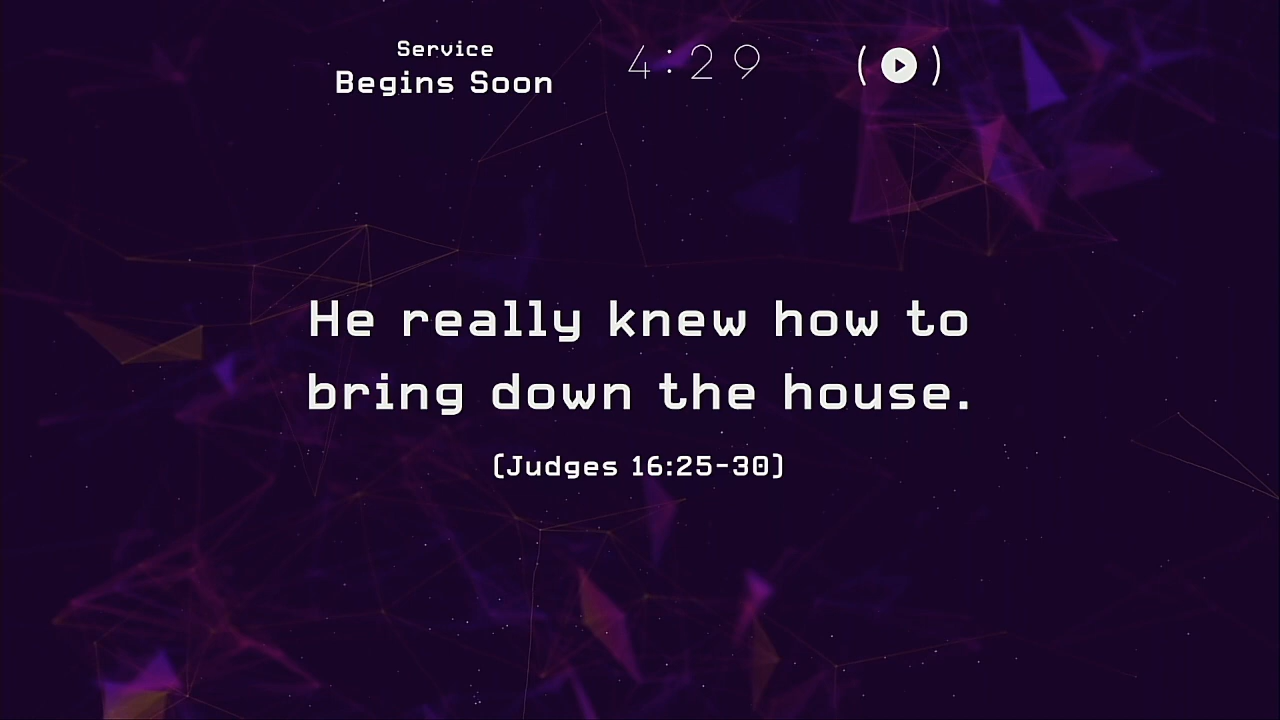 Service
Begins Soon
4:29
He really knew how to
bring down the house.
(Judges 16:25-30)